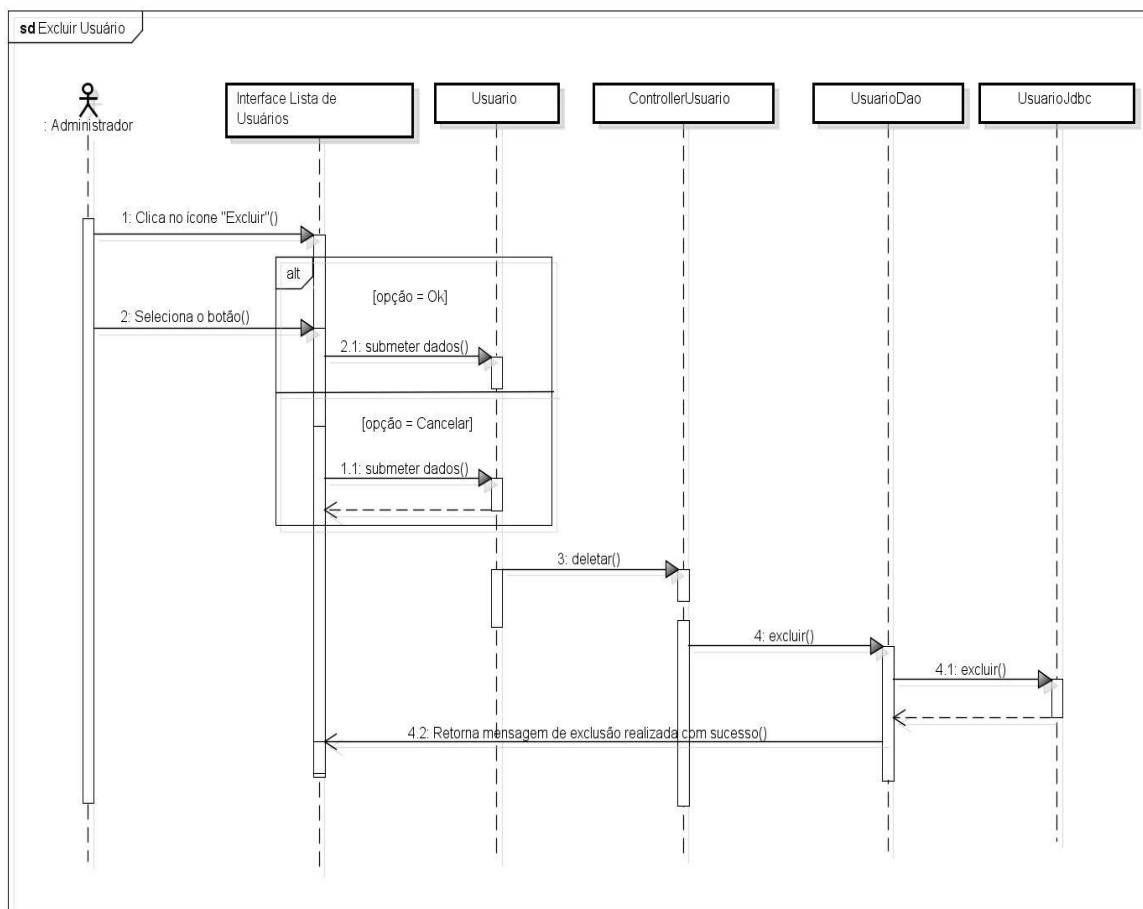 sd Excluir Usuário
: Administrador
Interface Lista de
Usuários
Usuario
ControllerUsuario
UsuarioDao
UsuarioJdbc
1: Clica no ícone "Excluir"()
alt
[opção = Ok]
2: Seleciona o botão()
2.1: submeter dados()
[opção = Cancelar]
1.1: submeter dados()
3: deletar()
4: excluir()
4.1: excluir()
4.2: Retorna mensagem de exclusão realizada com sucesso()